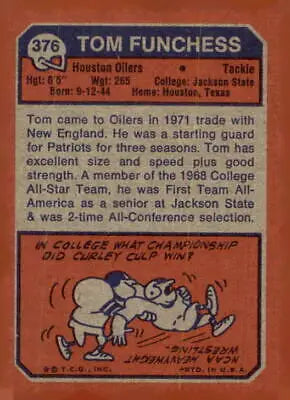 376
TOM FUNCHESS
Houston Oilers • Tackle
Hgt: 6'5" Wgt: 265 College: Jackson State
Born: 9-12-44 Home: Houston, Texas
Tom came to Oilers in 1971 trade with
New England. He was a starting guard
for Patriots for three seasons. Tom has
excellent size and speed plus good
strength. A member of the 1968 College
All-Star Team, he was First Team All-
America as a senior at Jackson State &
was 2-time All-Conference selection.
IN COLLEGE WHAT CHAMPIONSHIP
DID CURLEY CULP WIN?
NCAA
HEAVYWEIGHT
WRESTLING.
© T.C.G., INC.
PRTD. IN U.S.A.